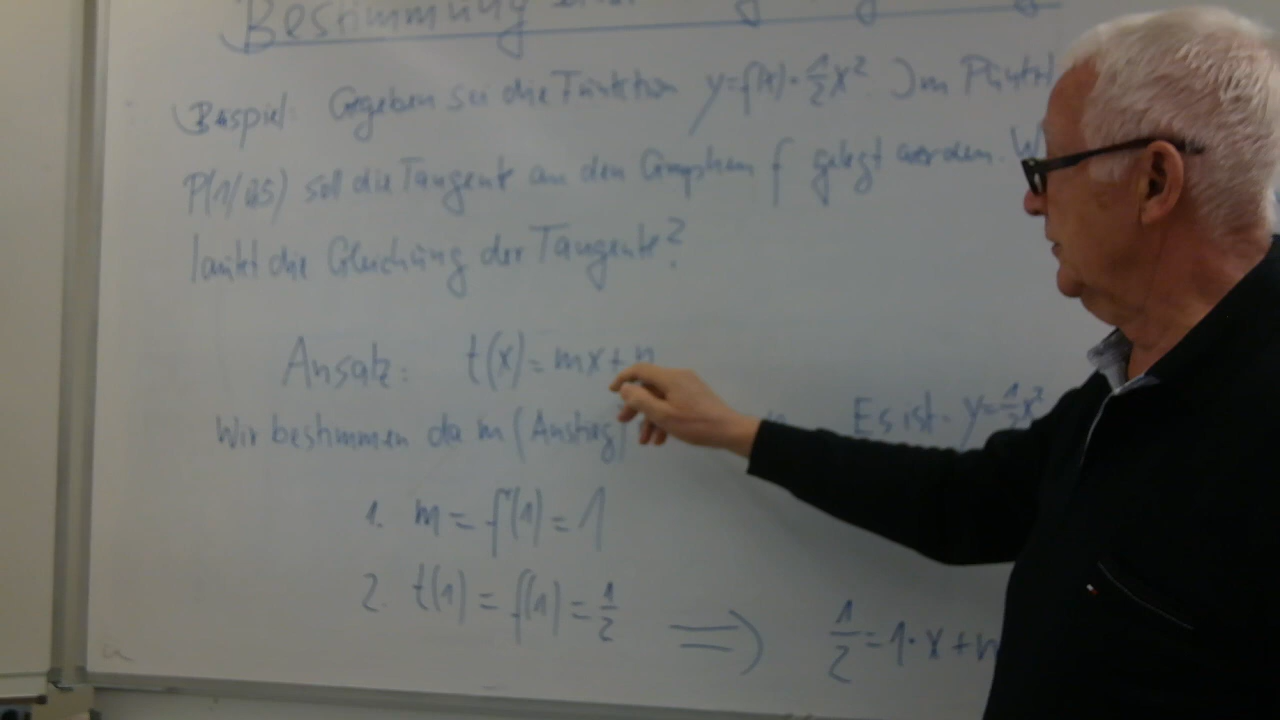 Bestimmung
Beispiel: Gegeben sei die Funktion y=f(x)=½x². Im Punkt
P(1/0,5) soll die Tangente an den Graphen f gelegt werden. W
lautet die Gleichung der Tangente?
Ansatz: t(x)=mx+n
Wir bestimmen da m (Anstieg) n Es ist y=½x²
1. m=f'(1)=1
2. t(1)=f(1)=½ => ½=1·x+n